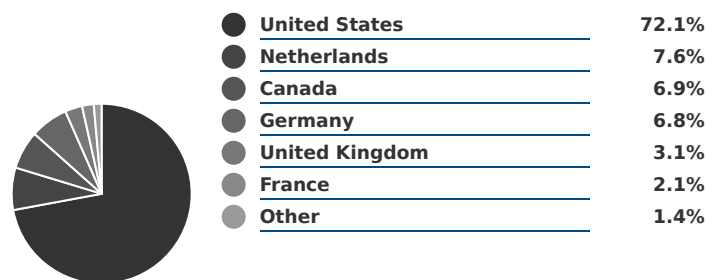 United States 72.1%
Netherlands 7.6%
Canada 6.9%
Germany 6.8%
United Kingdom 3.1%
France 2.1%
Other 1.4%